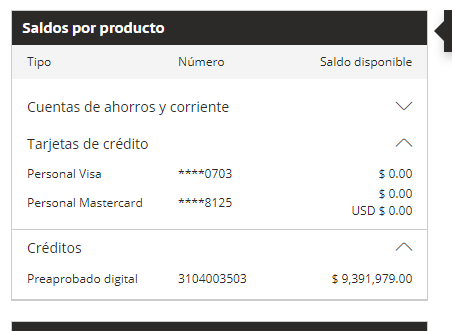 Saldos por producto
Tipo Número Saldo disponible
Cuentas de ahorros y corriente
Tarjetas de crédito
Personal Visa ****0703 $ 0.00
Personal Mastercard ****8125 $ 0.00
USD $ 0.00
Créditos
Preaprobado digital 3104003503 $ 9,391,979.00